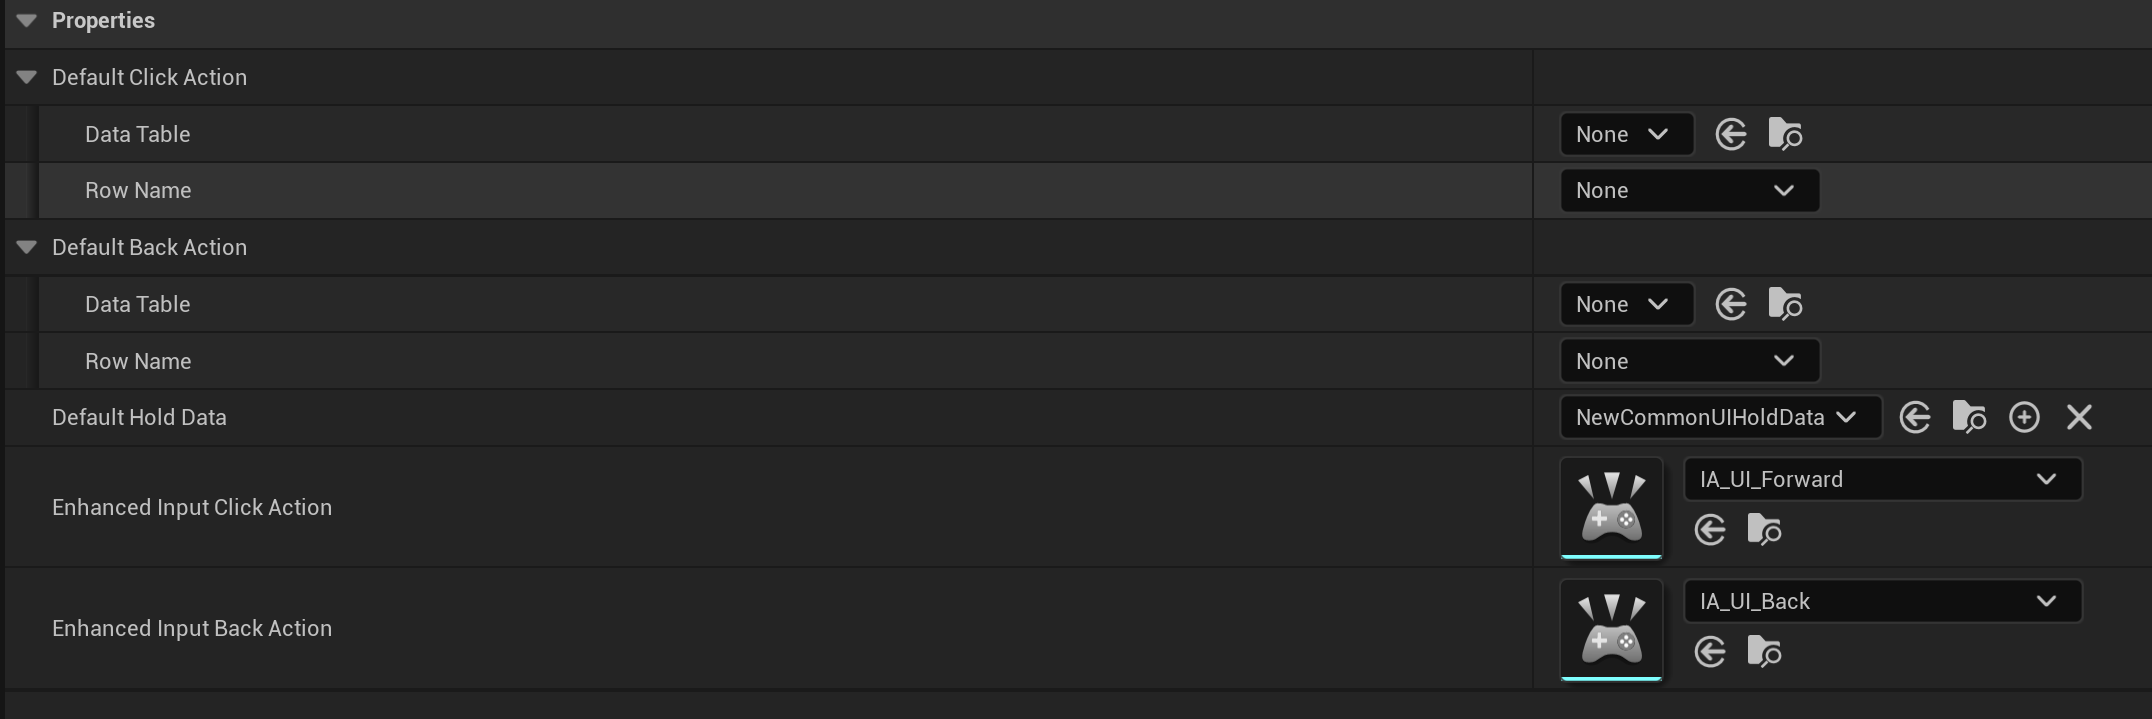 Properties
Default Click Action
Data Table
None
Row Name
None
Default Back Action
Data Table
None
Row Name
None
Default Hold Data
NewCommonUIHoldData
Enhanced Input Click Action
IA_UI_Forward
Enhanced Input Back Action
IA_UI_Back